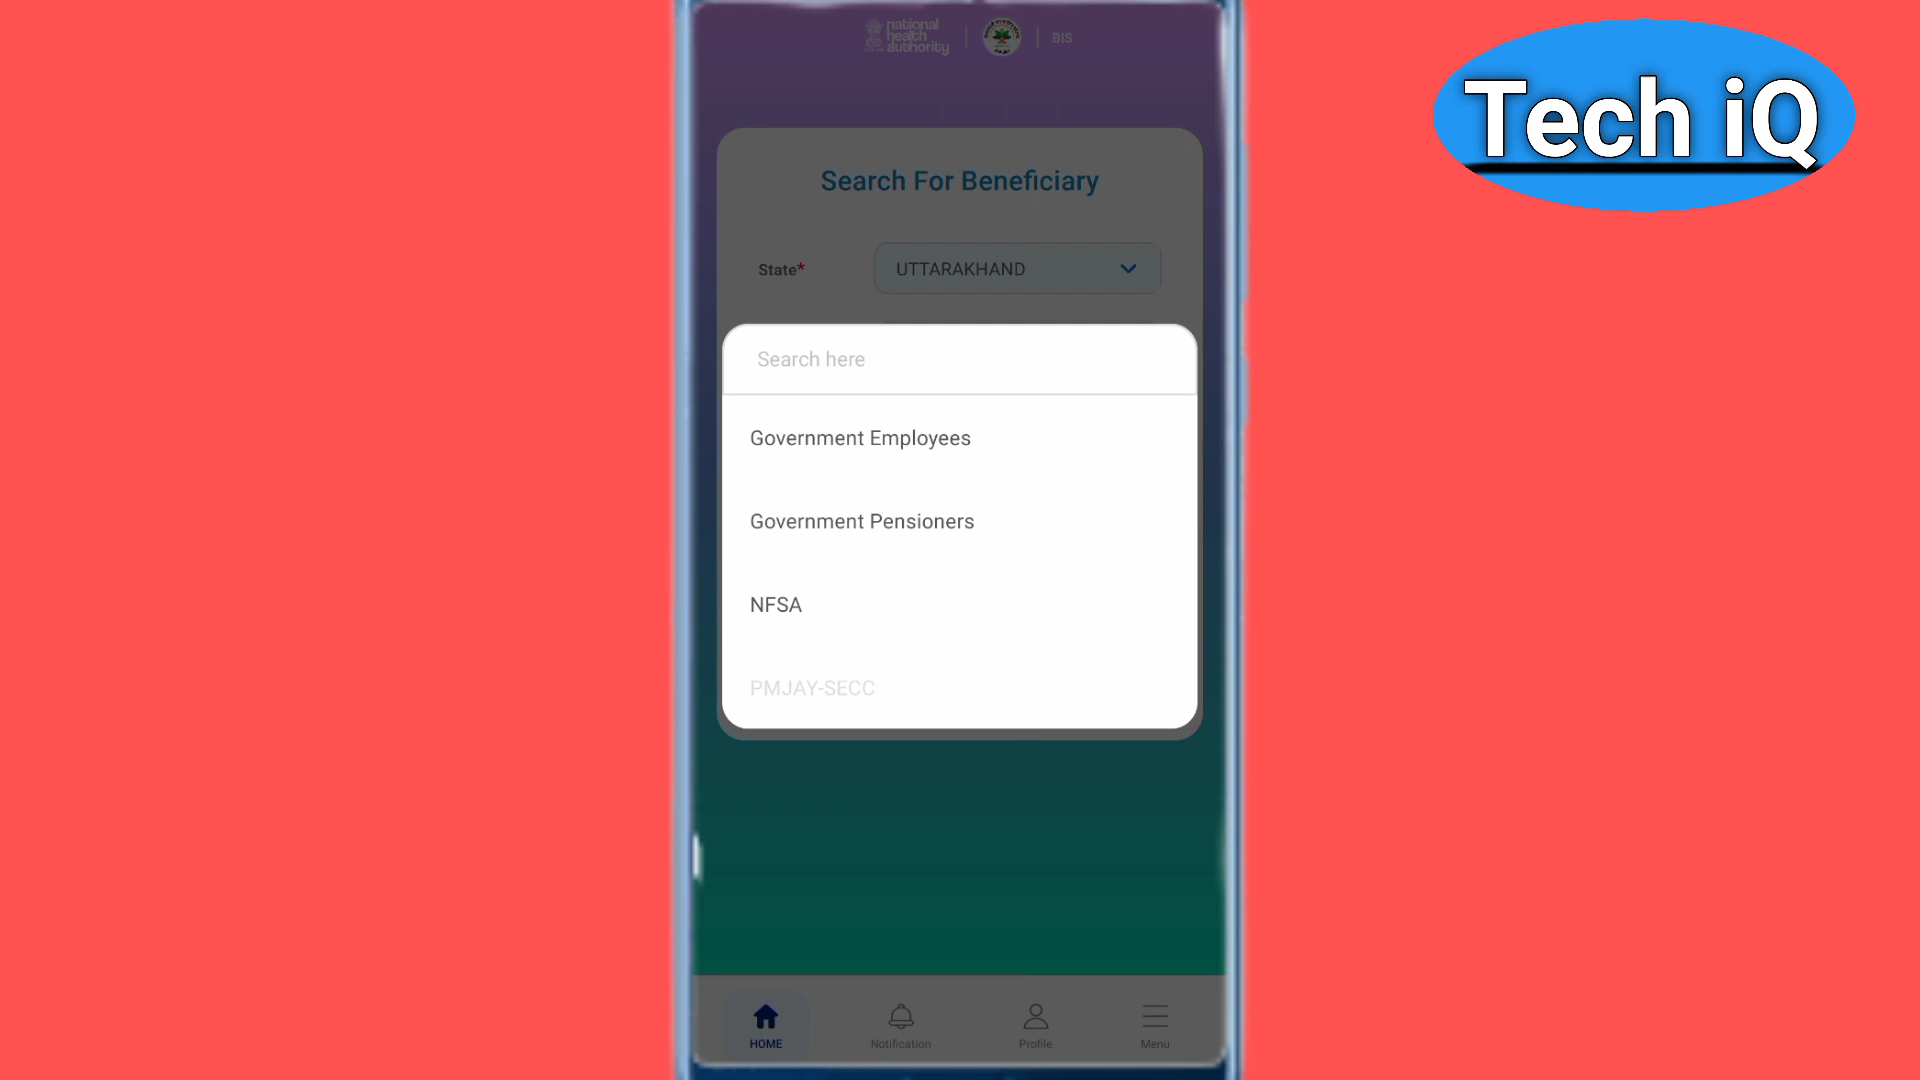 national
health
authority
BIS
Tech iQ
Search For Beneficiary
State*
UTTARAKHAND
Search here
Government Employees
Government Pensioners
NFSA
PMJAY-SECC
HOME
Notification
Profile
Menu